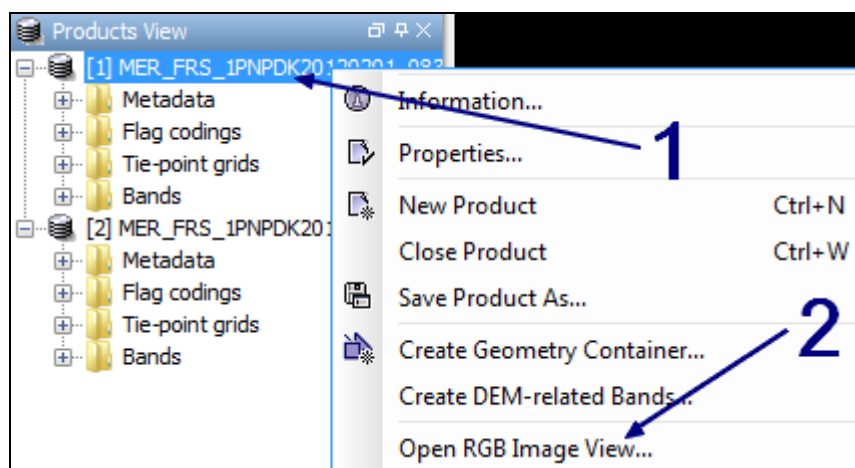 Products View
[1] MER_FRS_1PNPDK20120201_083
Metadata
Flag codings
Tie-point grids
Bands
[2] MER_FRS_1PNPDK201
Metadata
Flag codings
Tie-point grids
Bands
Information...
1
Properties...
New Product Ctrl+N
Close Product Ctrl+W
Save Product As...
2
Create Geometry Container...
Create DEM-related Bands...
Open RGB Image View...